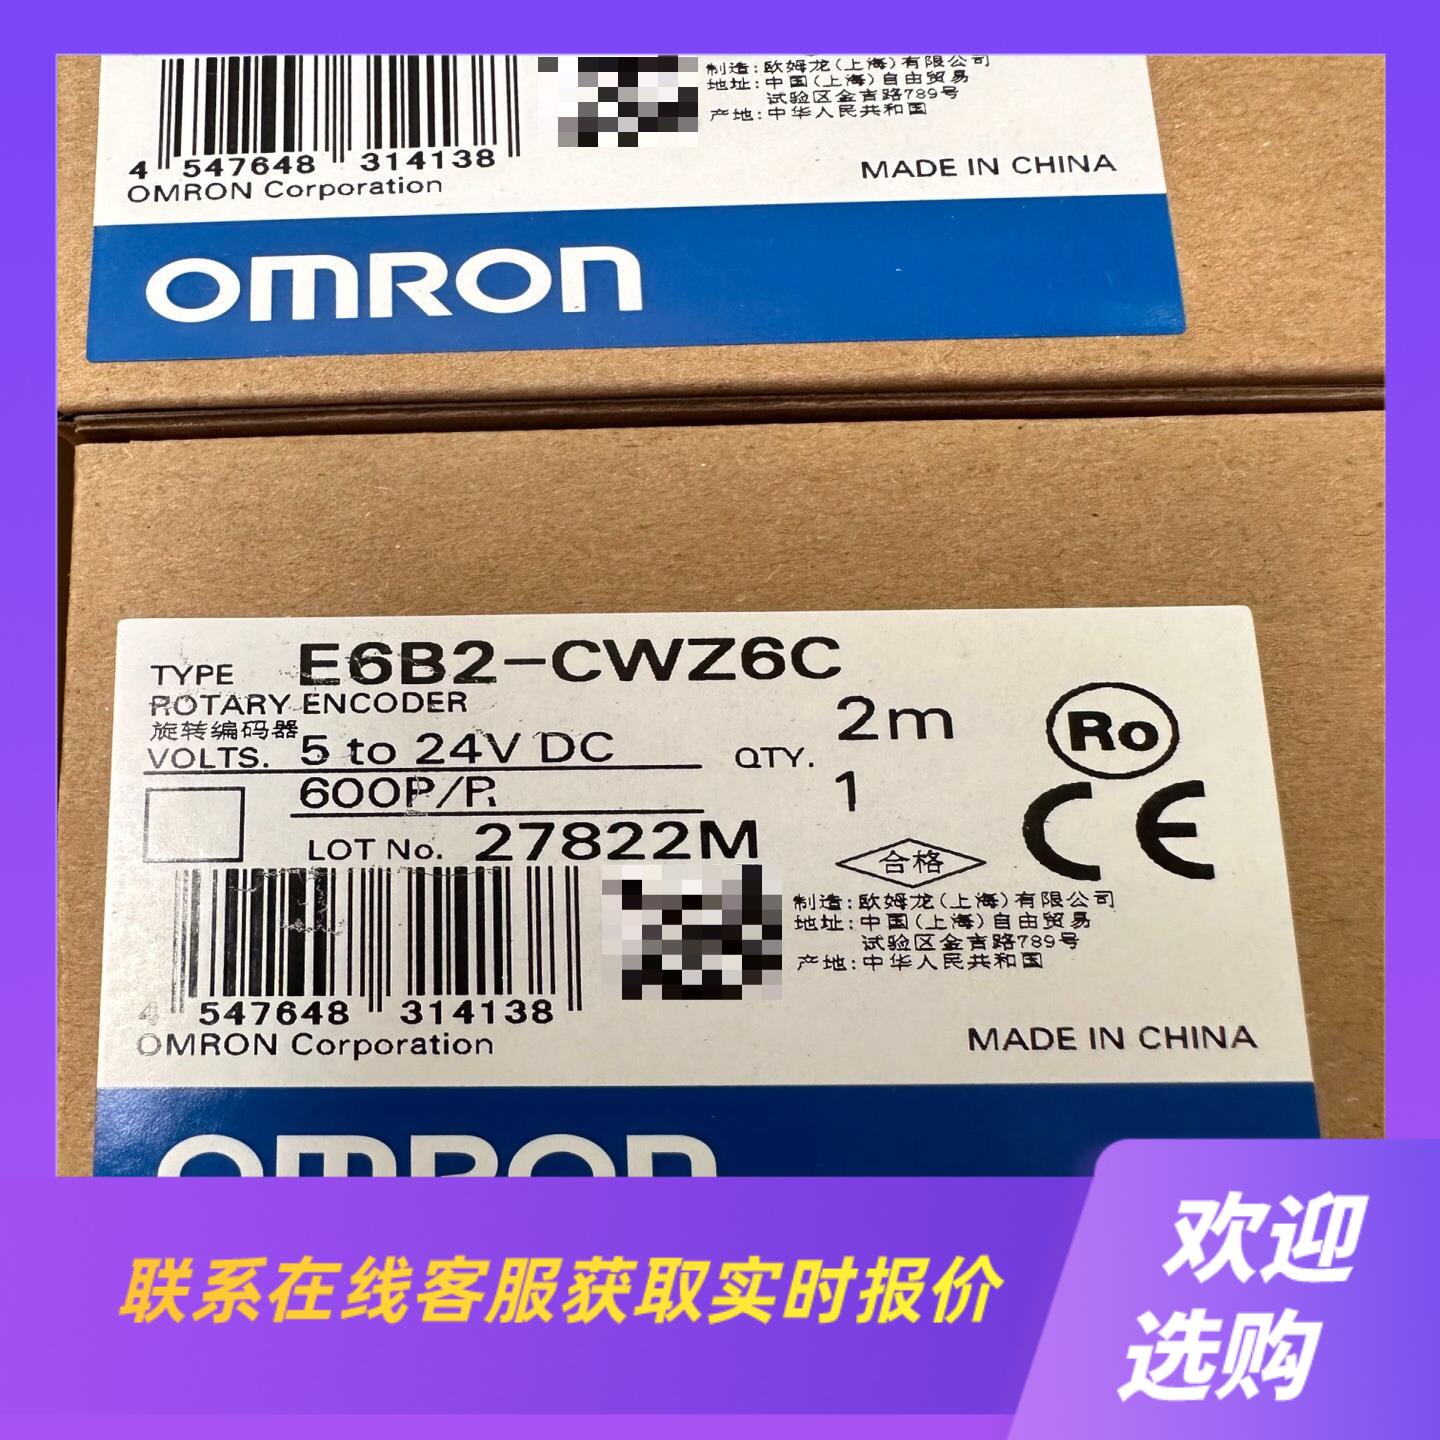 制造:欧姆龙(上海)有限公司
地址:中国(上海)自由贸易
试验区金吉路789号
产地:中华人民共和国
4 547648 314138
OMRON Corporation
MADE IN CHINA
OMRON
TYPE E6B2-CWZ6C
ROTARY ENCODER
旋转编码器
2m
VOLTS. 5 to 24V DC
QTY. 1
600P/R
LOT No. 27822M
Ro
CE
合格
制造:欧姆龙(上海)有限公司
地址:中国(上海)自由贸易
试验区金吉路789号
产地:中华人民共和国
4 547648 314138
OMRON Corporation
MADE IN CHINA
OMRON
联系在线客服获取实时报价
欢迎
选购